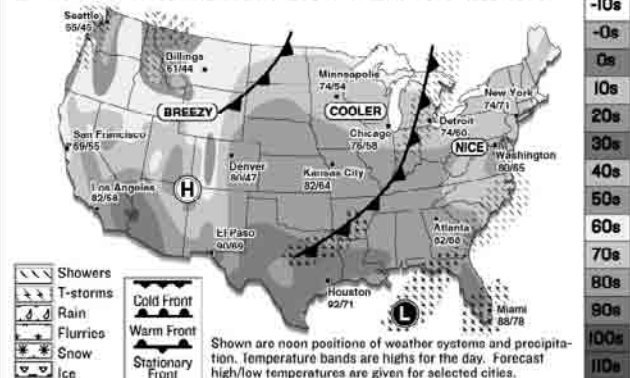 Seattle
55/45
Billings
61/44
Minneapolis
74/54
New York
74/71
BREEZY
COOLER
Detroit
74/60
Chicago
76/58
NICE
San Francisco
69/55
Washington
80/65
Denver
80/47
Kansas City
82/64
Los Angeles
82/58
H
El Paso
90/69
Atlanta
82/68
Houston
92/71
L
Miami
88/78
Showers
T-storms
Rain
Flurries
Snow
Ice
Cold Front
Warm Front
Stationary
Front
Shown are noon positions of weather systems and precipita-
tion. Temperature bands are highs for the day. Forecast
high/low temperatures are given for selected cities.
-10s
-0s
0s
10s
20s
30s
40s
50s
60s
70s
80s
90s
100s
110s